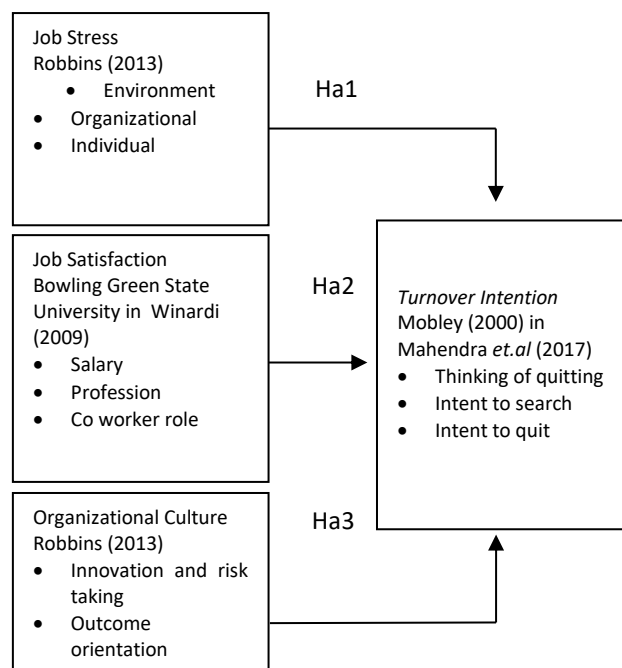 Job Stress
Robbins (2013)
• Environment
• Organizational
• Individual
Ha1
Job Satisfaction
Bowling Green State
University in Winardi
(2009)
• Salary
• Profession
• Co worker role
Ha2
Turnover Intention
Mobley (2000) in
Mahendra et.al (2017)
• Thinking of quitting
• Intent to search
• Intent to quit
Organizational Culture
Robbins (2013)
• Innovation and risk
taking
• Outcome
orientation
Ha3